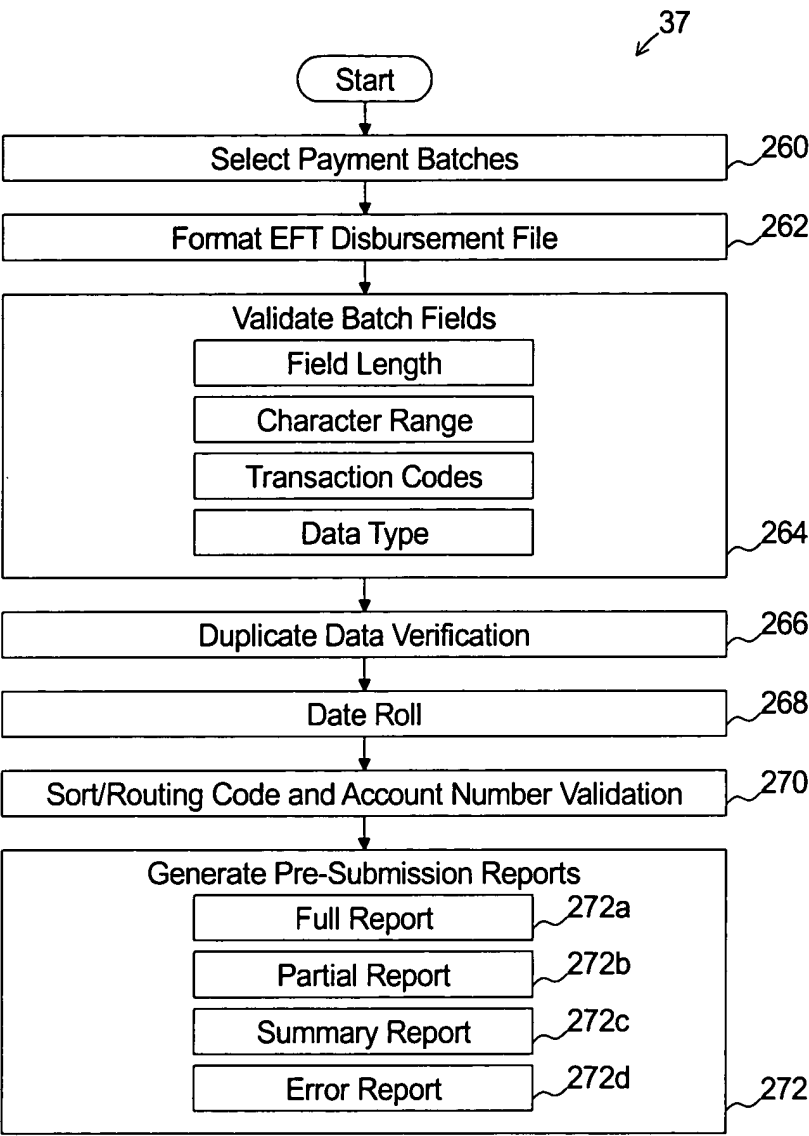 37
Start
Select Payment Batches
260
Format EFT Disbursement File
262
Validate Batch Fields
Field Length
Character Range
Transaction Codes
Data Type
264
Duplicate Data Verification
266
Date Roll
268
Sort/Routing Code and Account Number Validation
270
Generate Pre-Submission Reports
Full Report
272a
Partial Report
272b
Summary Report
272c
Error Report
272d
272